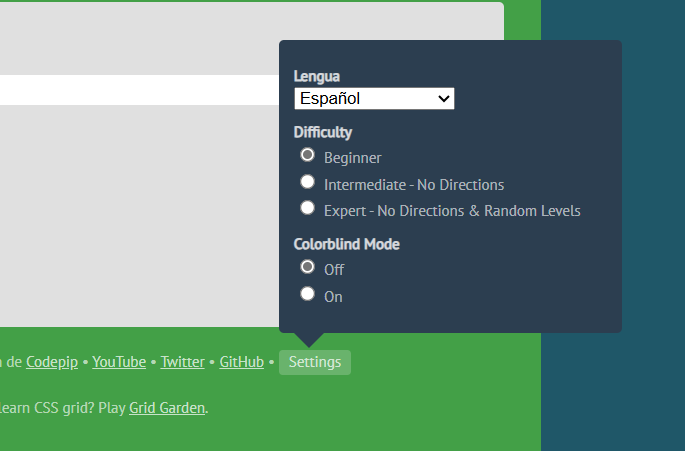 Lengua
Español
Difficulty
Beginner
Intermediate - No Directions
Expert - No Directions & Random Levels
Colorblind Mode
Off
On
de Codepip • YouTube • Twitter • GitHub • Settings
learn CSS grid? Play Grid Garden.